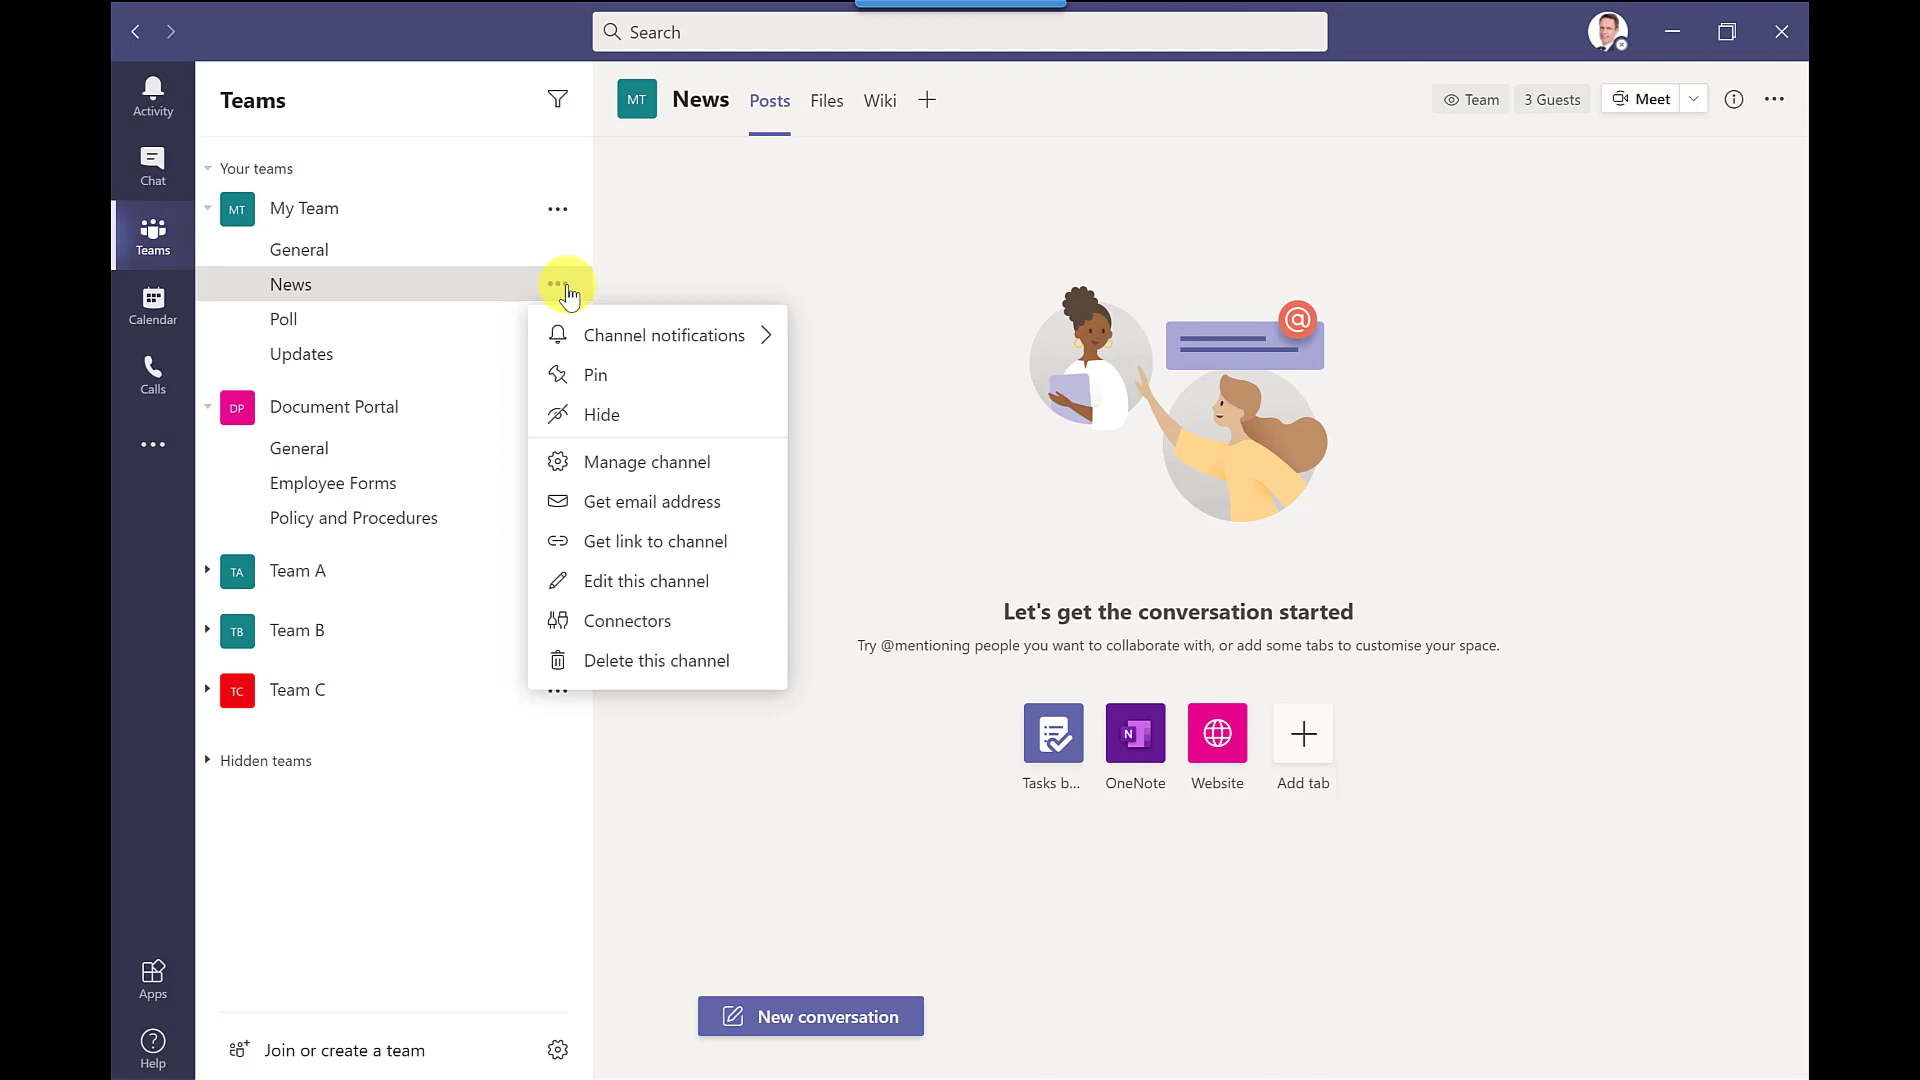 Search
Activity
Chat
Teams
Calendar
Calls
Apps
Help
Teams
Your teams
MT My Team
General
News
Poll
Updates
DP Document Portal
General
Employee Forms
Policy and Procedures
TA Team A
TB Team B
TC Team C
Hidden teams
Join or create a team
Channel notifications
Pin
Hide
Manage channel
Get email address
Get link to channel
Edit this channel
Connectors
Delete this channel
MT News Posts Files Wiki
Team 3 Guests Meet
@
Let's get the conversation started
Try @mentioning people you want to collaborate with, or add some tabs to customise your space.
N
Tasks b... OneNote Website Add tab
New conversation